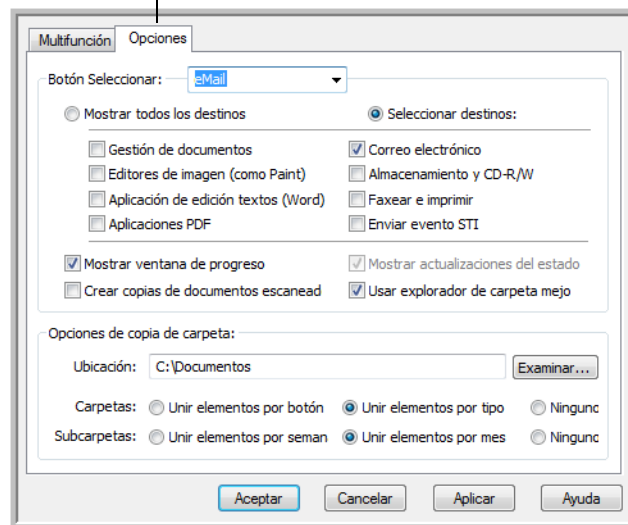 Multifunción Opciones
Botón Seleccionar: eMail
Mostrar todos los destinos Seleccionar destinos:
Gestión de documentos Correo electrónico
Editores de imagen (como Paint) Almacenamiento y CD-R/W
Aplicación de edición textos (Word) Faxear e imprimir
Aplicaciones PDF Enviar evento STI
Mostrar ventana de progreso Mostrar actualizaciones del estado
Crear copias de documentos escanead Usar explorador de carpeta mejo
Opciones de copia de carpeta:
Ubicación: C:\Documentos Examinar...
Carpetas: Unir elementos por botón Unir elementos por tipo Ninguno
Subcarpetas: Unir elementos por seman Unir elementos por mes Ninguno
Aceptar Cancelar Aplicar Ayuda